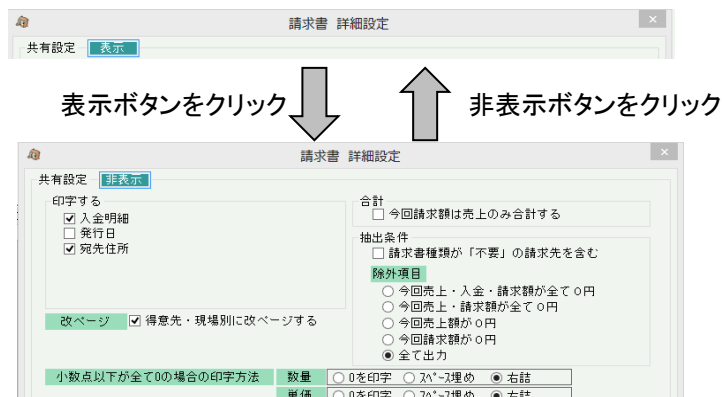 請求書 詳細設定
共有設定 表示
表示ボタンをクリック 非表示ボタンをクリック
請求書 詳細設定
共有設定 非表示
印字する
入金明細
発行日
宛先住所
合計
今回請求額は売上のみ合計する
抽出条件
請求書種類が「不要」の請求先を含む
除外項目
今回売上・入金・請求額が全て0円
今回売上・請求額が全て0円
今回売上額が0円
今回請求額が0円
全て出力
改ページ 得意先・現場別に改ページする
小数点以下が全て0の場合の印字方法 数量 0を印字 スペース埋め 右詰
単価 0を印字 スペース埋め 右詰